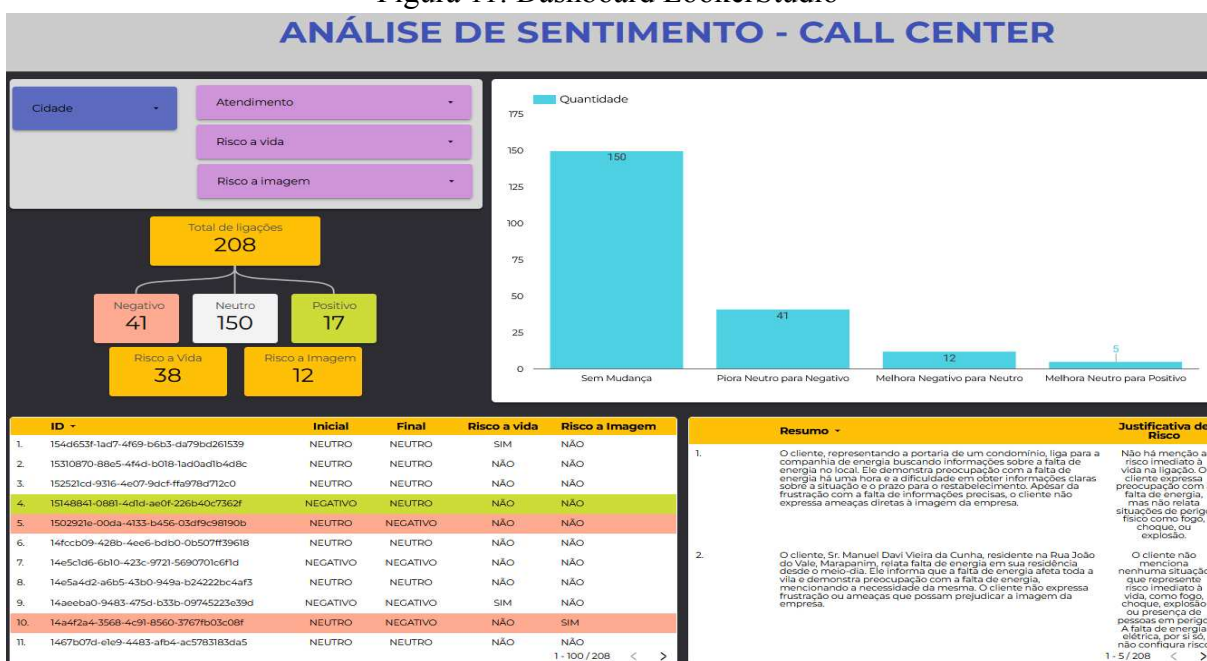 Figura 11: Dashboard LookerStudio
ANÁLISE DE SENTIMENTO - CALL CENTER
Cidade
Atendimento
Risco a vida
Risco a imagem
Total de ligações
208
Negativo
41
Neutro
150
Positivo
17
Risco a Vida
38
Risco a Imagem
12
Quantidade
175
150
125
100
75
50
25
0
150
41
12
5
Sem Mudança
Piora Neutro para Negativo
Melhora Negativo para Neutro
Melhora Neutro para Positivo
ID Inicial Final Risco a vida Risco a Imagem
1. 154d653f-1ad7-4f69-b6b3-da79bd261539 NEUTRO NEUTRO SIM NÃO
2. 15310870-88e5-4f4d-b018-1ad0ad1b4d8c NEUTRO NEUTRO NÃO NÃO
3. 152521cd-9316-4e07-9dcf-ffa978d712c0 NEUTRO NEUTRO NÃO NÃO
4. 15148841-0881-4d1d-ae0f-226b40c7362f NEGATIVO NEUTRO NÃO NÃO
5. 1502921e-00da-4133-b456-03df9c98190b NEUTRO NEGATIVO NÃO NÃO
6. 14fccb09-428b-4ee6-bdb0-0b507ff39618 NEUTRO NEUTRO NÃO NÃO
7. 14e5c1d6-6b10-423c-9721-5690701c6f1d NEGATIVO NEGATIVO NÃO NÃO
8. 14e5a4d2-a6b5-43b0-949a-b24222bc4af3 NEUTRO NEUTRO NÃO NÃO
9. 14aeeba0-9483-475d-b33b-09745223e39d NEGATIVO NEGATIVO SIM NÃO
10. 14a4f2a4-3568-4c91-8560-3767fb03c08f NEUTRO NEGATIVO NÃO SIM
11. 1467b07d-e1e9-4483-afb4-ac5783183da5 NEUTRO NEUTRO NÃO NÃO
1 - 100 / 208 < >
Resumo
Justificativa de
Risco
1.
O cliente, representando a portaria de um condomínio, liga para a
companhia de energia buscando informações sobre a falta de
energia no local. Ele demonstra preocupação com a falta de
energia há uma hora e a dificuldade em obter informações claras
sobre a situação e o prazo para o restabelecimento. Apesar da
frustração com a falta de informações precisas, o cliente não
expressa ameaças diretas à imagem da empresa.
Não há menção a
risco imediato à
vida na ligação. O
cliente expressa
preocupação com a
falta de energia,
mas não relata
situações de perigo
físico como fogo,
choque, ou
explosão.
2.
O cliente, Sr. Manuel Davi Vieira da Cunha, residente na Rua João
do Vale, Marapanim, relata falta de energia em sua residência
desde o meio-dia. Ele informa que a falta de energia afeta toda a
vila e demonstra preocupação com a falta de energia,
mencionando a necessidade da mesma. O cliente não expressa
frustração ou ameaças que possam prejudicar a imagem da
empresa.
O cliente não
menciona
nenhuma situação
que represente
risco imediato à
vida, como fogo,
choque, explosão
ou presença de
pessoas em perigo.
A falta de energia
elétrica, por si só,
não configura risco
1 - 5 / 208 < >